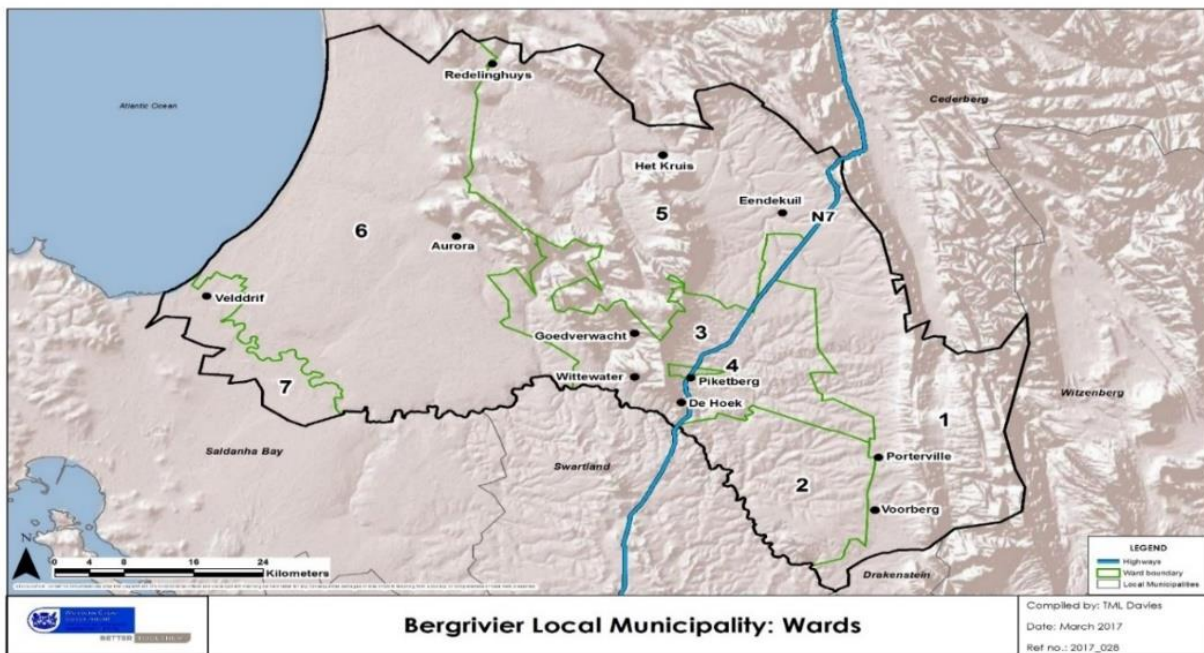 Redelinghuys
Atlantic Ocean
Cederberg
Het Kruis
5
Eendekuil
N7
6
Aurora
Velddrif
Goedverwacht
3
4
Wittewater
Piketberg
7
De Hoek
1
Witzenberg
Saldanha Bay
Swartland
Porterville
2
Voorberg
N
0 4 8 16 24
Kilometers
Drakenstein
LEGEND
Highways
Ward boundary
Local Municipalities
BETTER TOGETHER.
Bergrivier Local Municipality: Wards
Compiled by: TML Davies
Date: March 2017
Ref no.: 2017_028